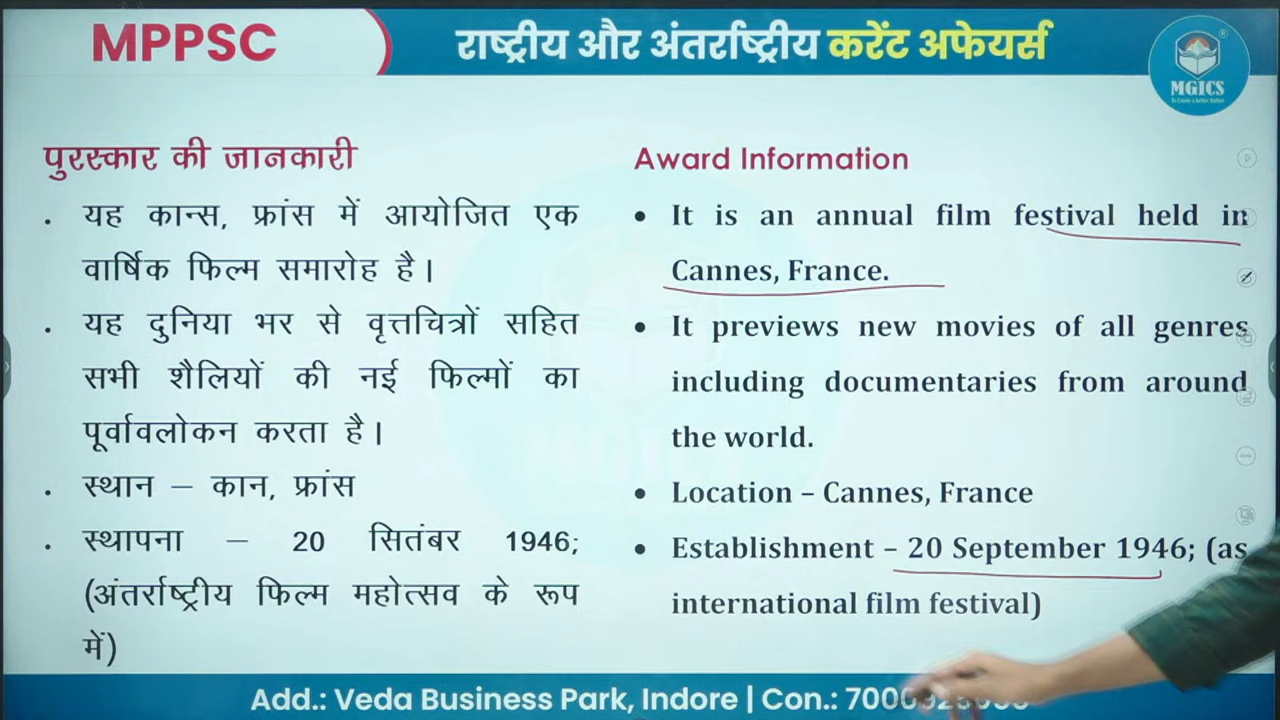 MPPSC
राष्ट्रीय और अंतर्राष्ट्रीय करेंट अफेयर्स
MGICS
पुरस्कार की जानकारी
. यह कान्स, फ्रांस में आयोजित एक
वार्षिक फिल्म समारोह है।
. यह दुनिया भर से वृत्तचित्रों सहित
सभी शैलियों की नई फिल्मों का
पूर्वावलोकन करता है।
. स्थान – कान, फ्रांस
. स्थापना – 20 सितंबर 1946;
(अंतर्राष्ट्रीय फिल्म महोत्सव के रूप
में)
Award Information
• It is an annual film festival held in
Cannes, France.
• It previews new movies of all genres
including documentaries from around
the world.
• Location – Cannes, France
• Establishment – 20 September 1946; (as
international film festival)
Add.: Veda Business Park, Indore | Con.: